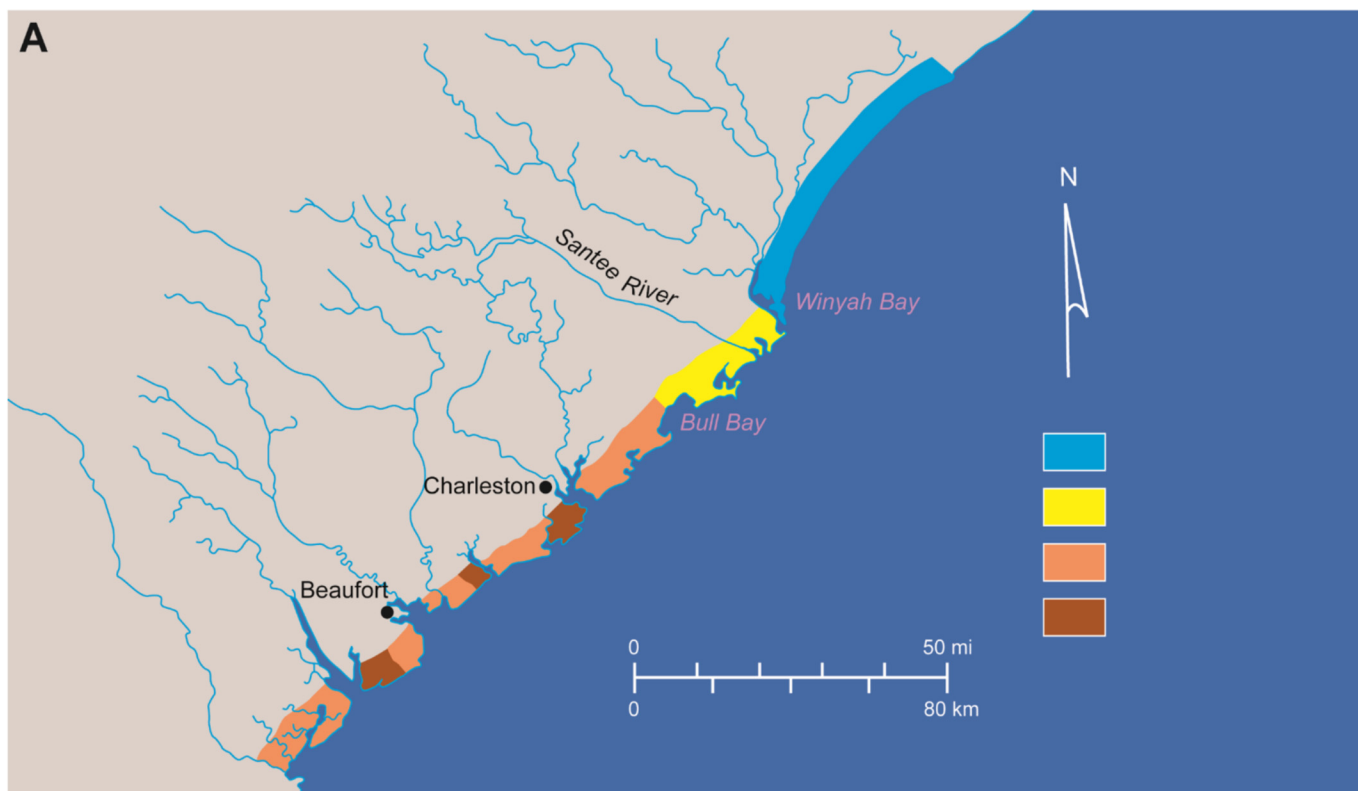 A
N
Santee River
Winyah Bay
Bull Bay
Charleston
Beaufort
0 50 mi
0 80 km